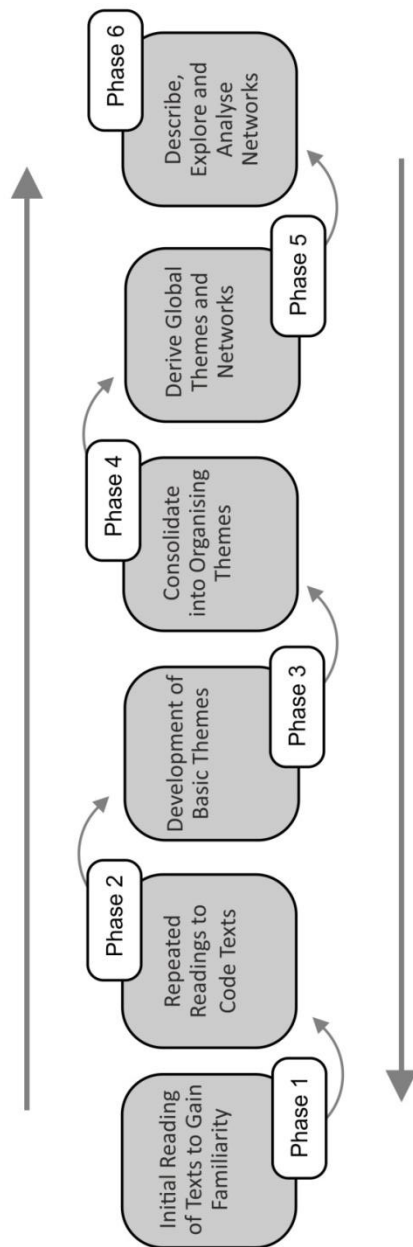 Initial Reading
of Texts to Gain
Familiarity
Phase 1
Repeated
Readings to
Code Texts
Phase 2
Development of
Basic Themes
Phase 3
Consolidate
into Organising
Themes
Phase 4
Derive Global
Themes and
Networks
Phase 5
Describe,
Explore and
Analyse
Networks
Phase 6